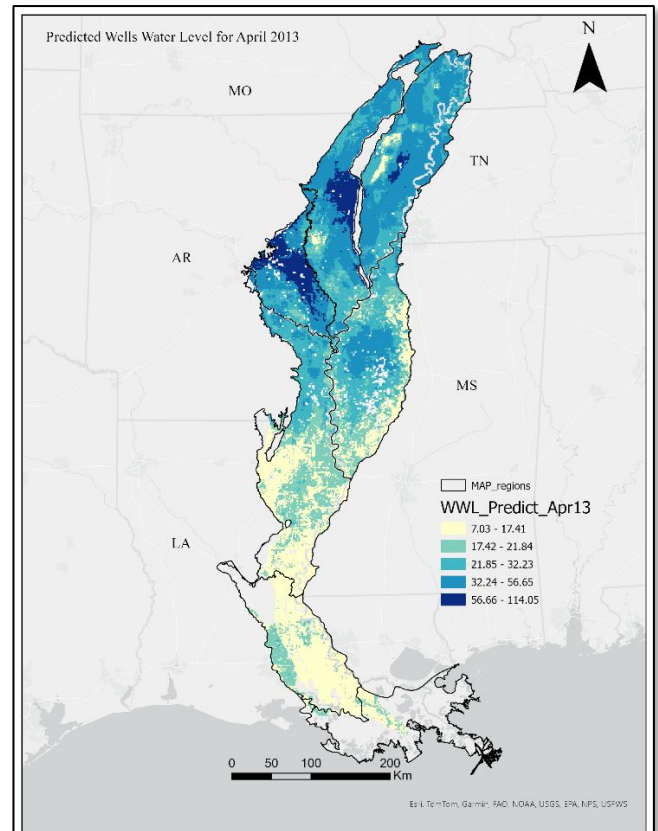 Predicted Wells Water Level for April 2013
N
MO
TN
AR
MS
LA
MAP_regions
WWL_Predict_Apr13
7.03 - 17.41
17.42 - 21.84
21.85 - 32.23
32.24 - 56.65
56.66 - 114.05
0 50 100 200
Km
Esri, TomTom, Garmin, FAO, NOAA, USGS, EPA, NPS, USFWS